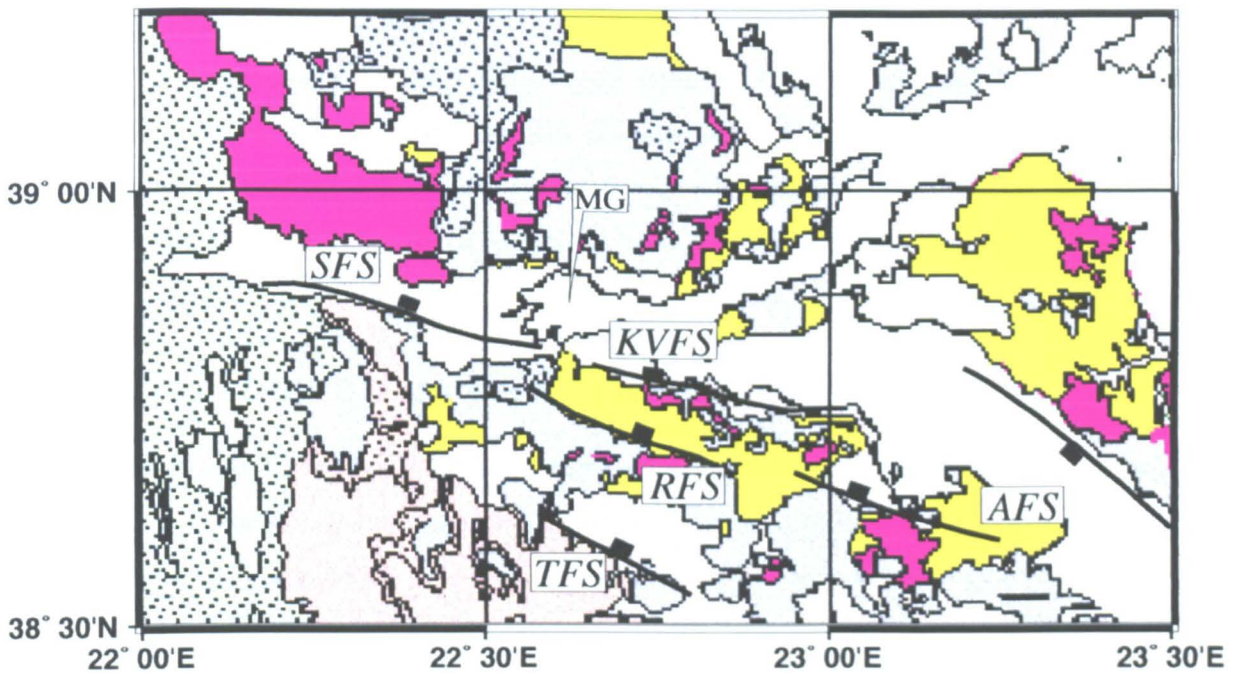 39° 00'N
MG
SFS
KVFS
RFS
AFS
TFS
38° 30'N
22° 00'E
22° 30'E
23° 00'E
23° 30'E